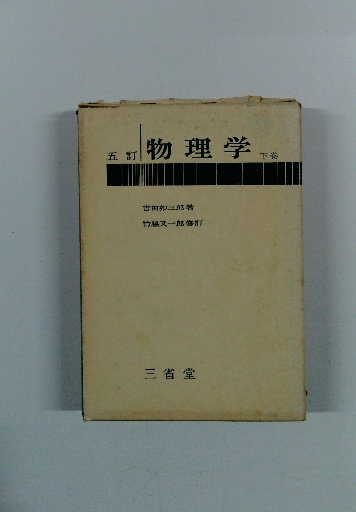 五訂 物理学 下巻
吉田卯三郎著
竹脇又一郎修訂
三省堂